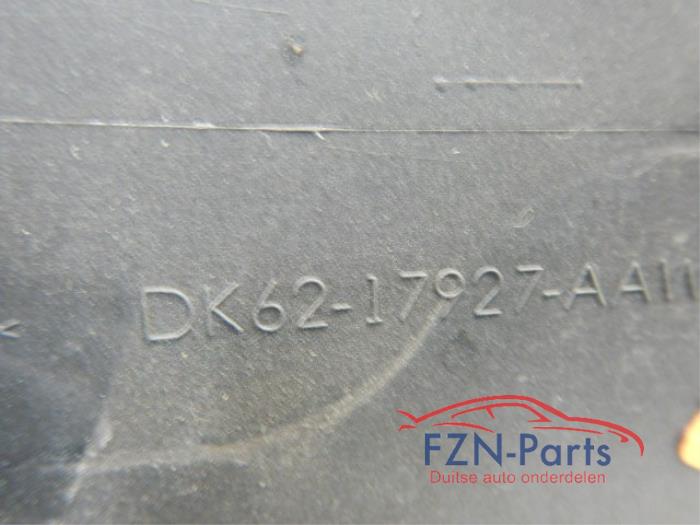 DK62-17927-AA
FZN-Parts
Duitse auto onderdelen